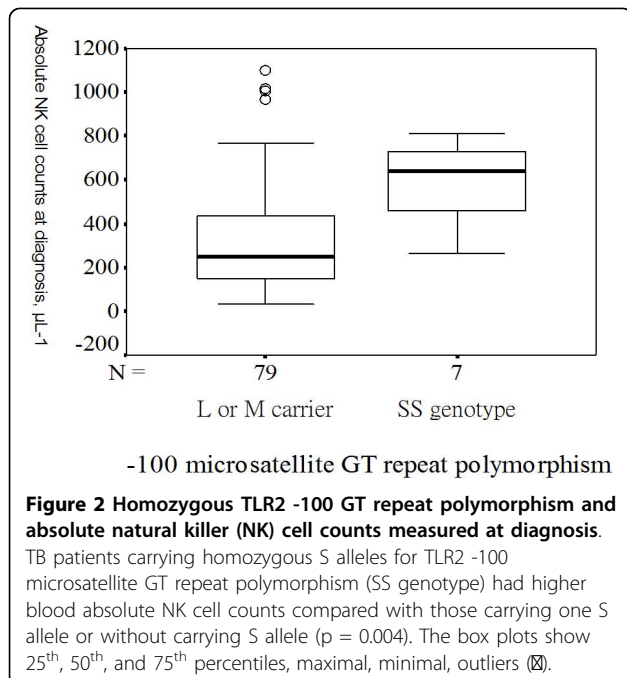 Absolute NK cell counts at diagnosis, µL-1
1200
1000
800
600
400
200
0
-200
N = 79 7
L or M carrier SS genotype
-100 microsatellite GT repeat polymorphism
Figure 2 Homozygous TLR2 -100 GT repeat polymorphism and
absolute natural killer (NK) cell counts measured at diagnosis.
TB patients carrying homozygous S alleles for TLR2 -100
microsatellite GT repeat polymorphism (SS genotype) had higher
blood absolute NK cell counts compared with those carrying one S
allele or without carrying S allele (p = 0.004). The box plots show
25th, 50th, and 75th percentiles, maximal, minimal, outliers (☒).